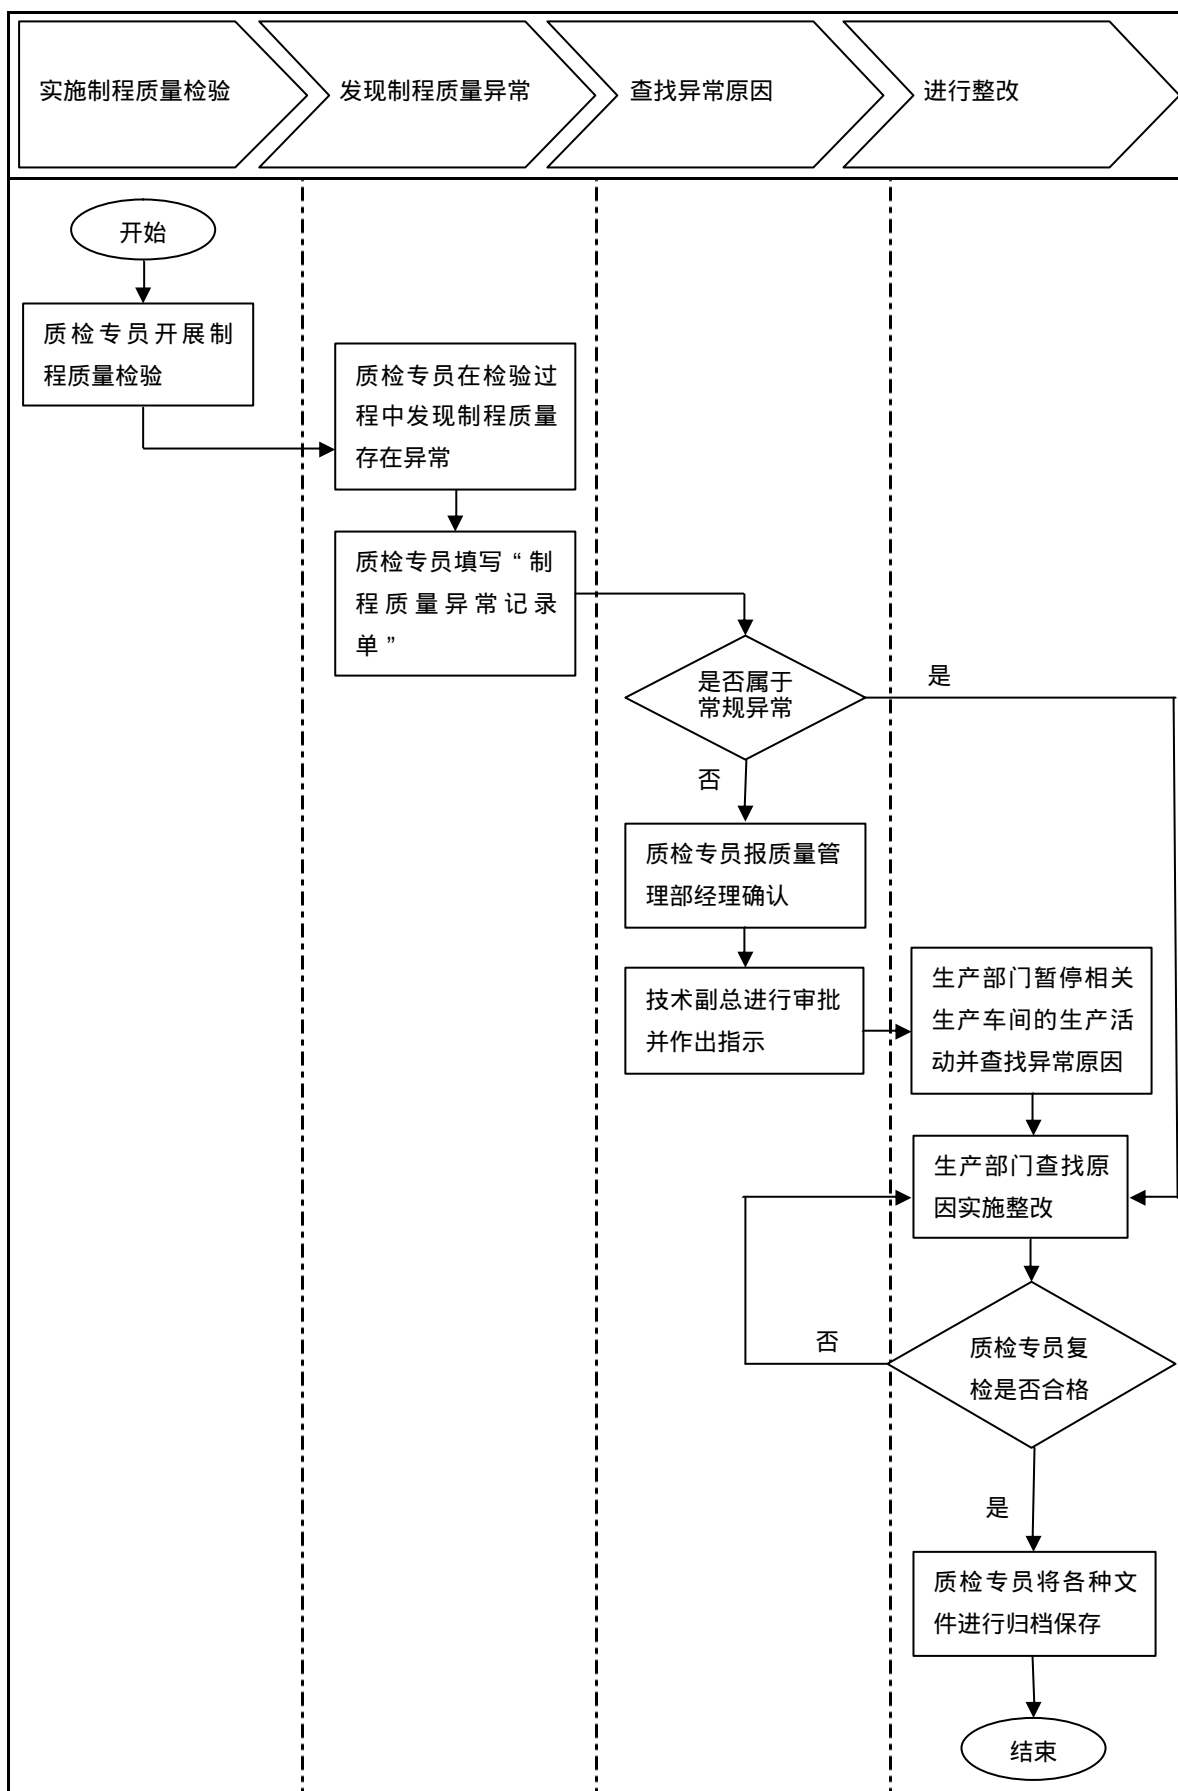 实施制程质量检验
发现制程质量异常
查找异常原因
进行整改
开始
质检专员开展制
程质量检验
质检专员在检验过
程中发现制程质量
存在异常
质检专员填写“制
程质量异常记录
单”
是否属于
常规异常
是
否
质检专员报质量管
理部经理确认
技术副总进行审批
并作出指示
生产部门暂停相关
生产车间的生产活
动并查找异常原因
生产部门查找原
因实施整改
否
质检专员复
检是否合格
是
质检专员将各种文
件进行归档保存
结束